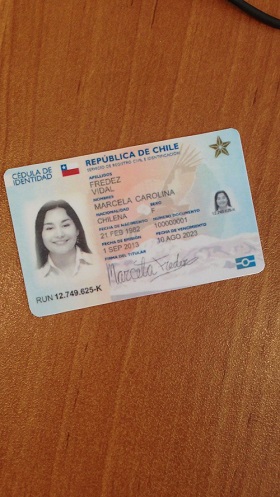 CÉDULA DE
IDENTIDAD
REPÚBLICA DE CHILE
SERVICIO DE REGISTRO CIVIL E IDENTIFICACIÓN
APELLIDOS
FREDEZ
VIDAL
NOMBRES
MARCELA CAROLINA
NACIONALIDAD SEXO
CHILENA F
FECHA DE NACIMIENTO NÚMERO DOCUMENTO
21 FEB 1982 100000001
FECHA DE EMISIÓN FECHA DE VENCIMIENTO
1 SEP 2013 30 AGO 2023
FIRMA DEL TITULAR
Marcela Fredez
RUN 12.749.625-K